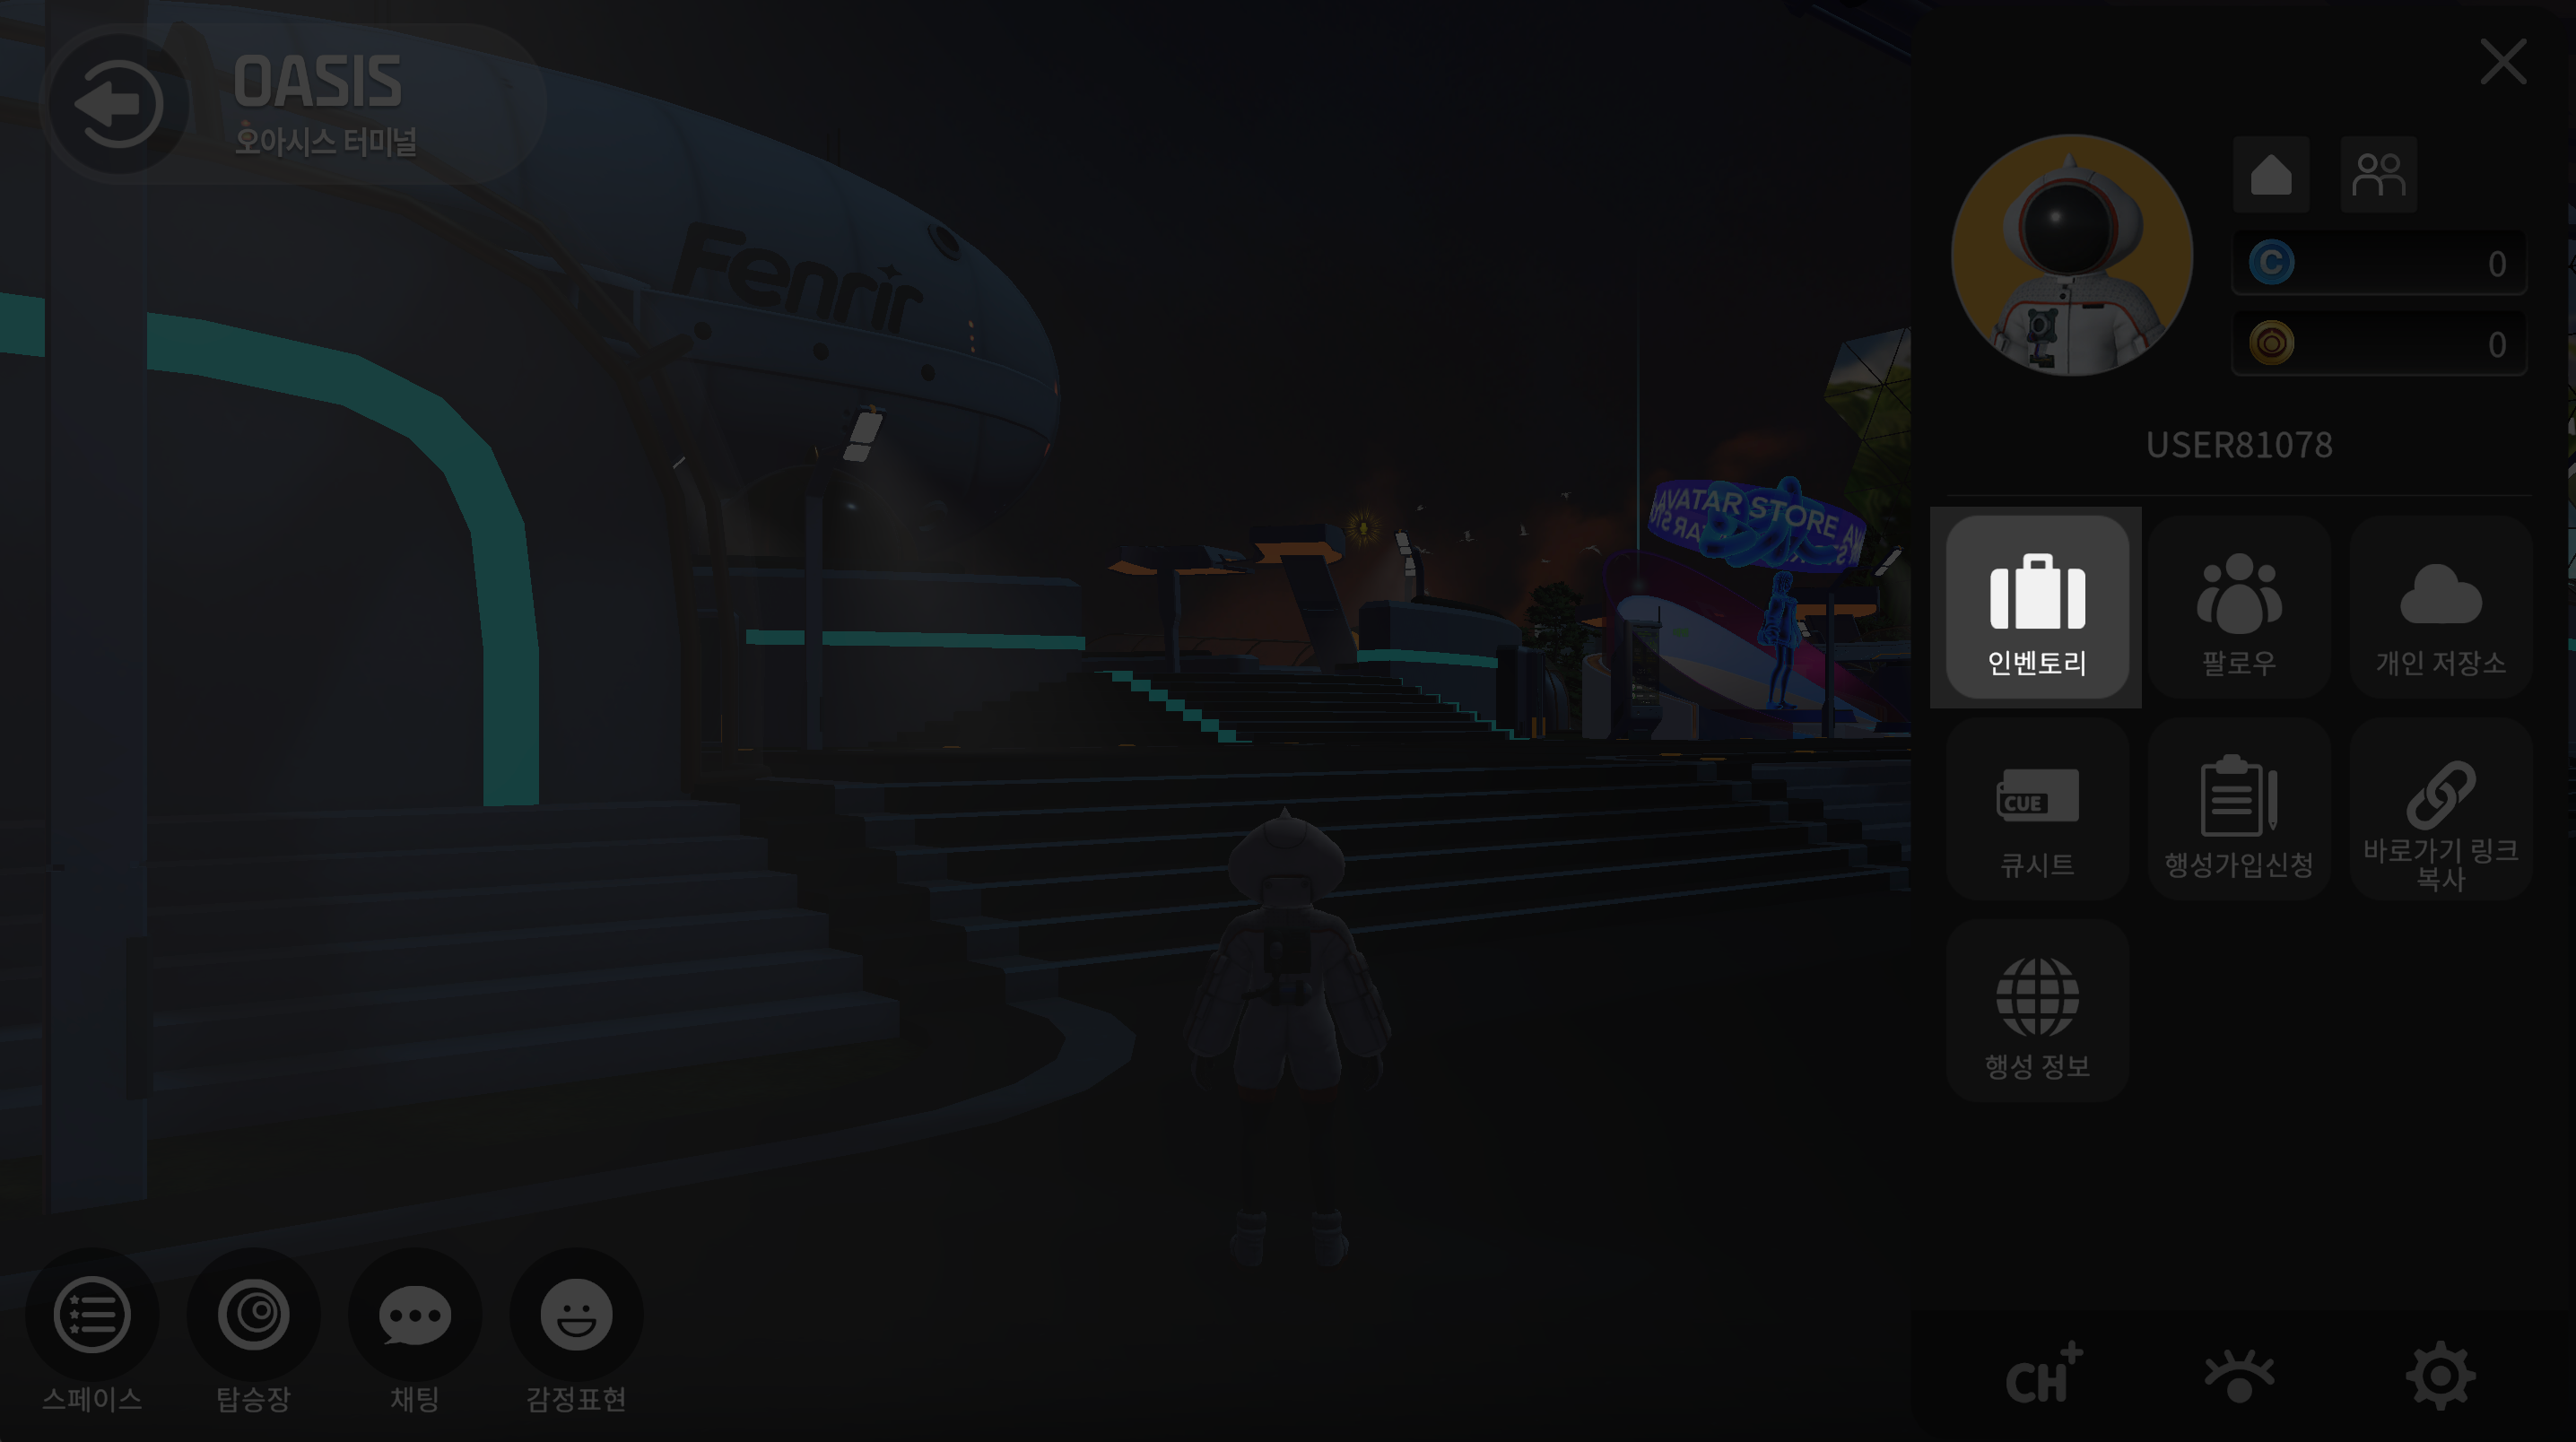 OASIS
오아시스 터미널
Fenrir
C
0
0
USER81078
AVATAR STORE
인벤토리
팔로우
개인 저장소
CUE
큐시트
행성가입신청
바로가기 링크
복사
행성 정보
스페이스
탑승장
채팅
감정표현
CH+